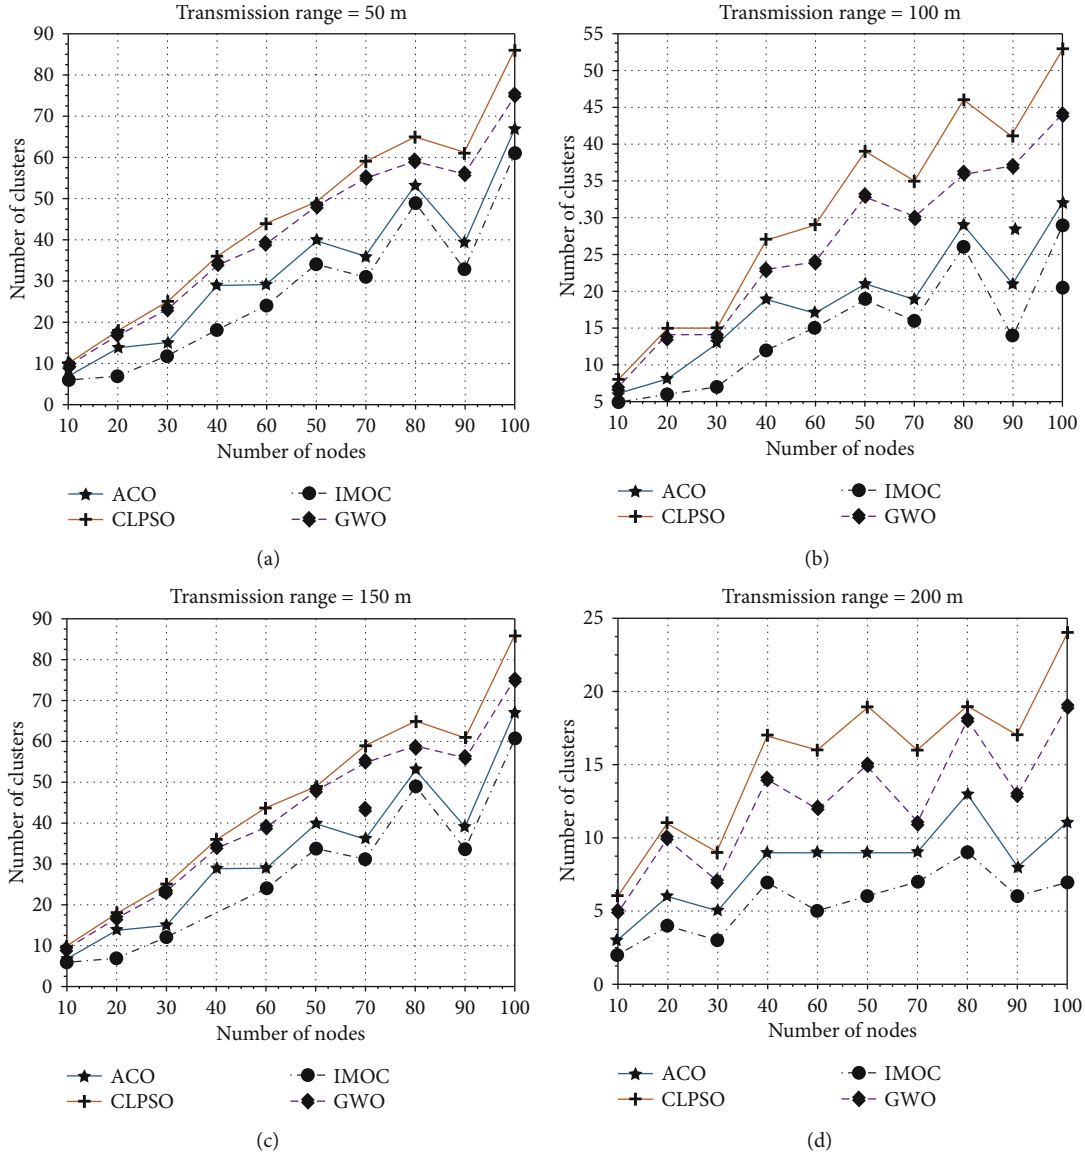 Transmission range = 50 m
Number of clusters
90
80
70
60
50
40
30
20
10
0
10 20 30 40 60 50 70 80 90 100
Number of nodes
ACO
CLPSO
IMOC
GWO
(a)
Transmission range = 100 m
Number of clusters
55
50
45
40
35
30
25
20
15
10
5
10 20 30 40 60 50 70 80 90 100
Number of nodes
ACO
CLPSO
IMOC
GWO
(b)
Transmission range = 150 m
Number of clusters
90
80
70
60
50
40
30
20
10
0
10 20 30 40 60 50 70 80 90 100
Number of nodes
ACO
CLPSO
IMOC
GWO
(c)
Transmission range = 200 m
Number of clusters
25
20
15
10
5
0
10 20 30 40 60 50 70 80 90 100
Number of nodes
ACO
CLPSO
IMOC
GWO
(d)